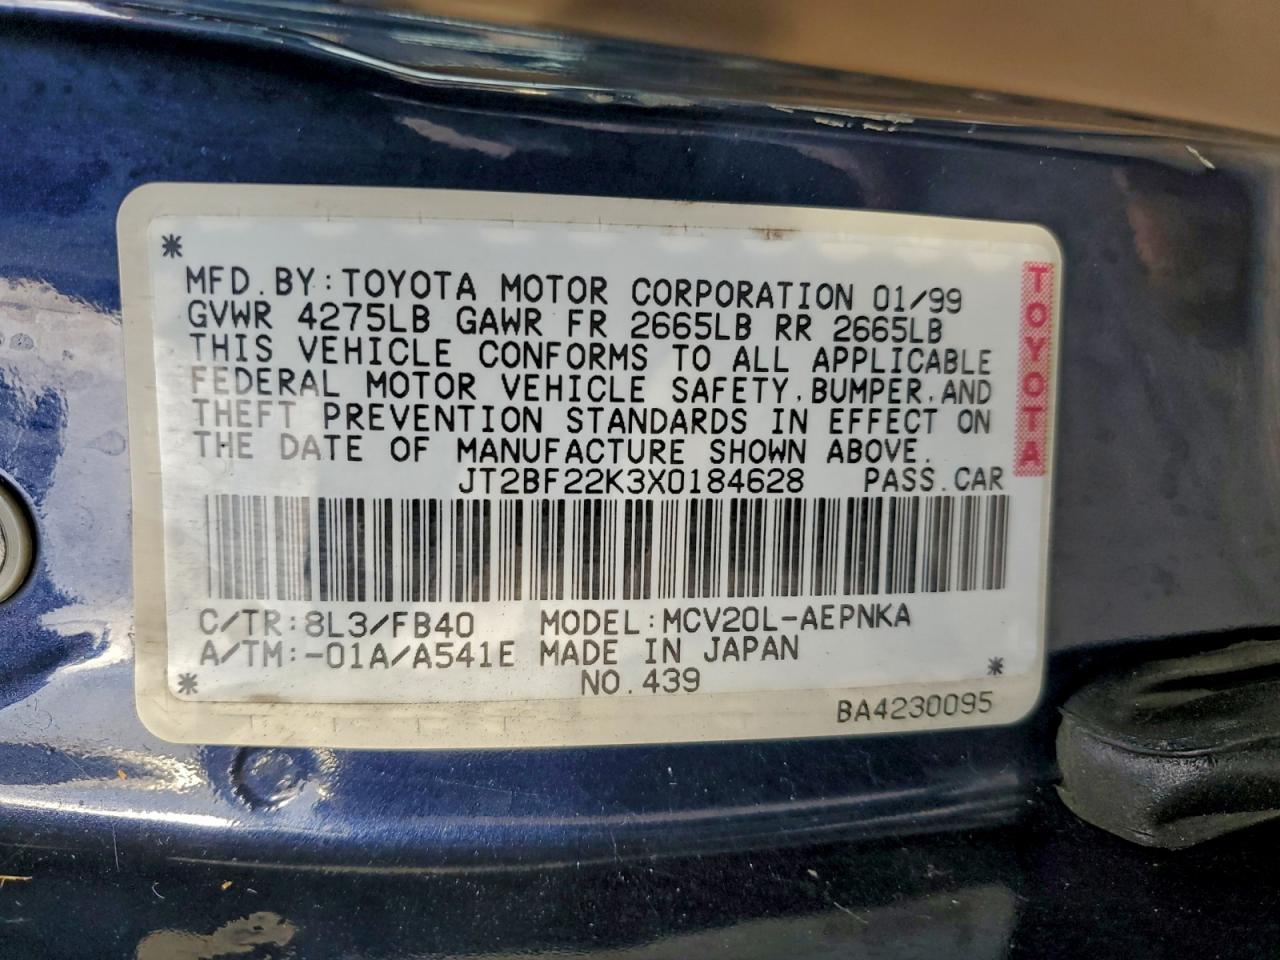 *
MFD.BY:TOYOTA MOTOR CORPORATION 01/99
GVWR 4275LB GAWR FR 2665LB RR 2665LB
THIS VEHICLE CONFORMS TO ALL APPLICABLE
FEDERAL MOTOR VEHICLE SAFETY,BUMPER,AND
THEFT PREVENTION STANDARDS IN EFFECT ON
THE DATE OF MANUFACTURE SHOWN ABOVE.
JT2BF22K3X0184628 PASS.CAR
C/TR:8L3/FB40 MODEL:MCV20L-AEPNKA
A/TM:-01A/A541E MADE IN JAPAN
* NO.439 *
BA4230095
TOYOTA